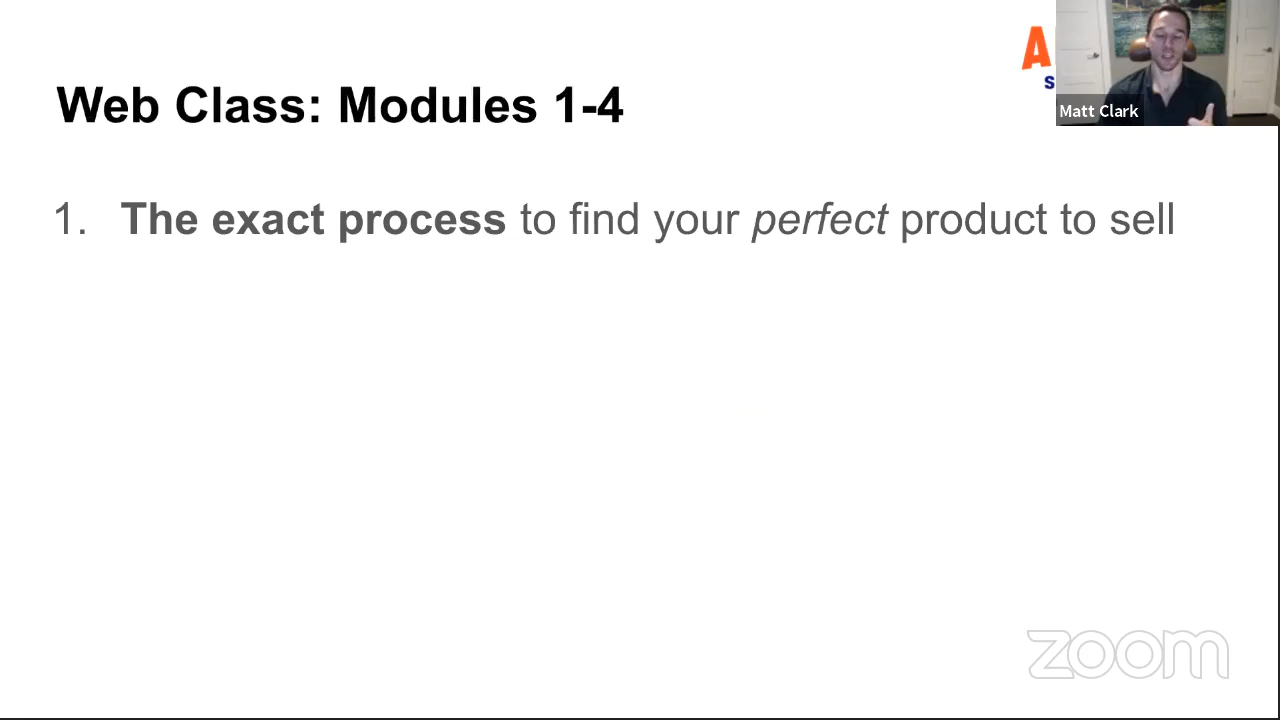 Web Class: Modules 1-4
Matt Clark
1. The exact process to find your perfect product to sell
zoom